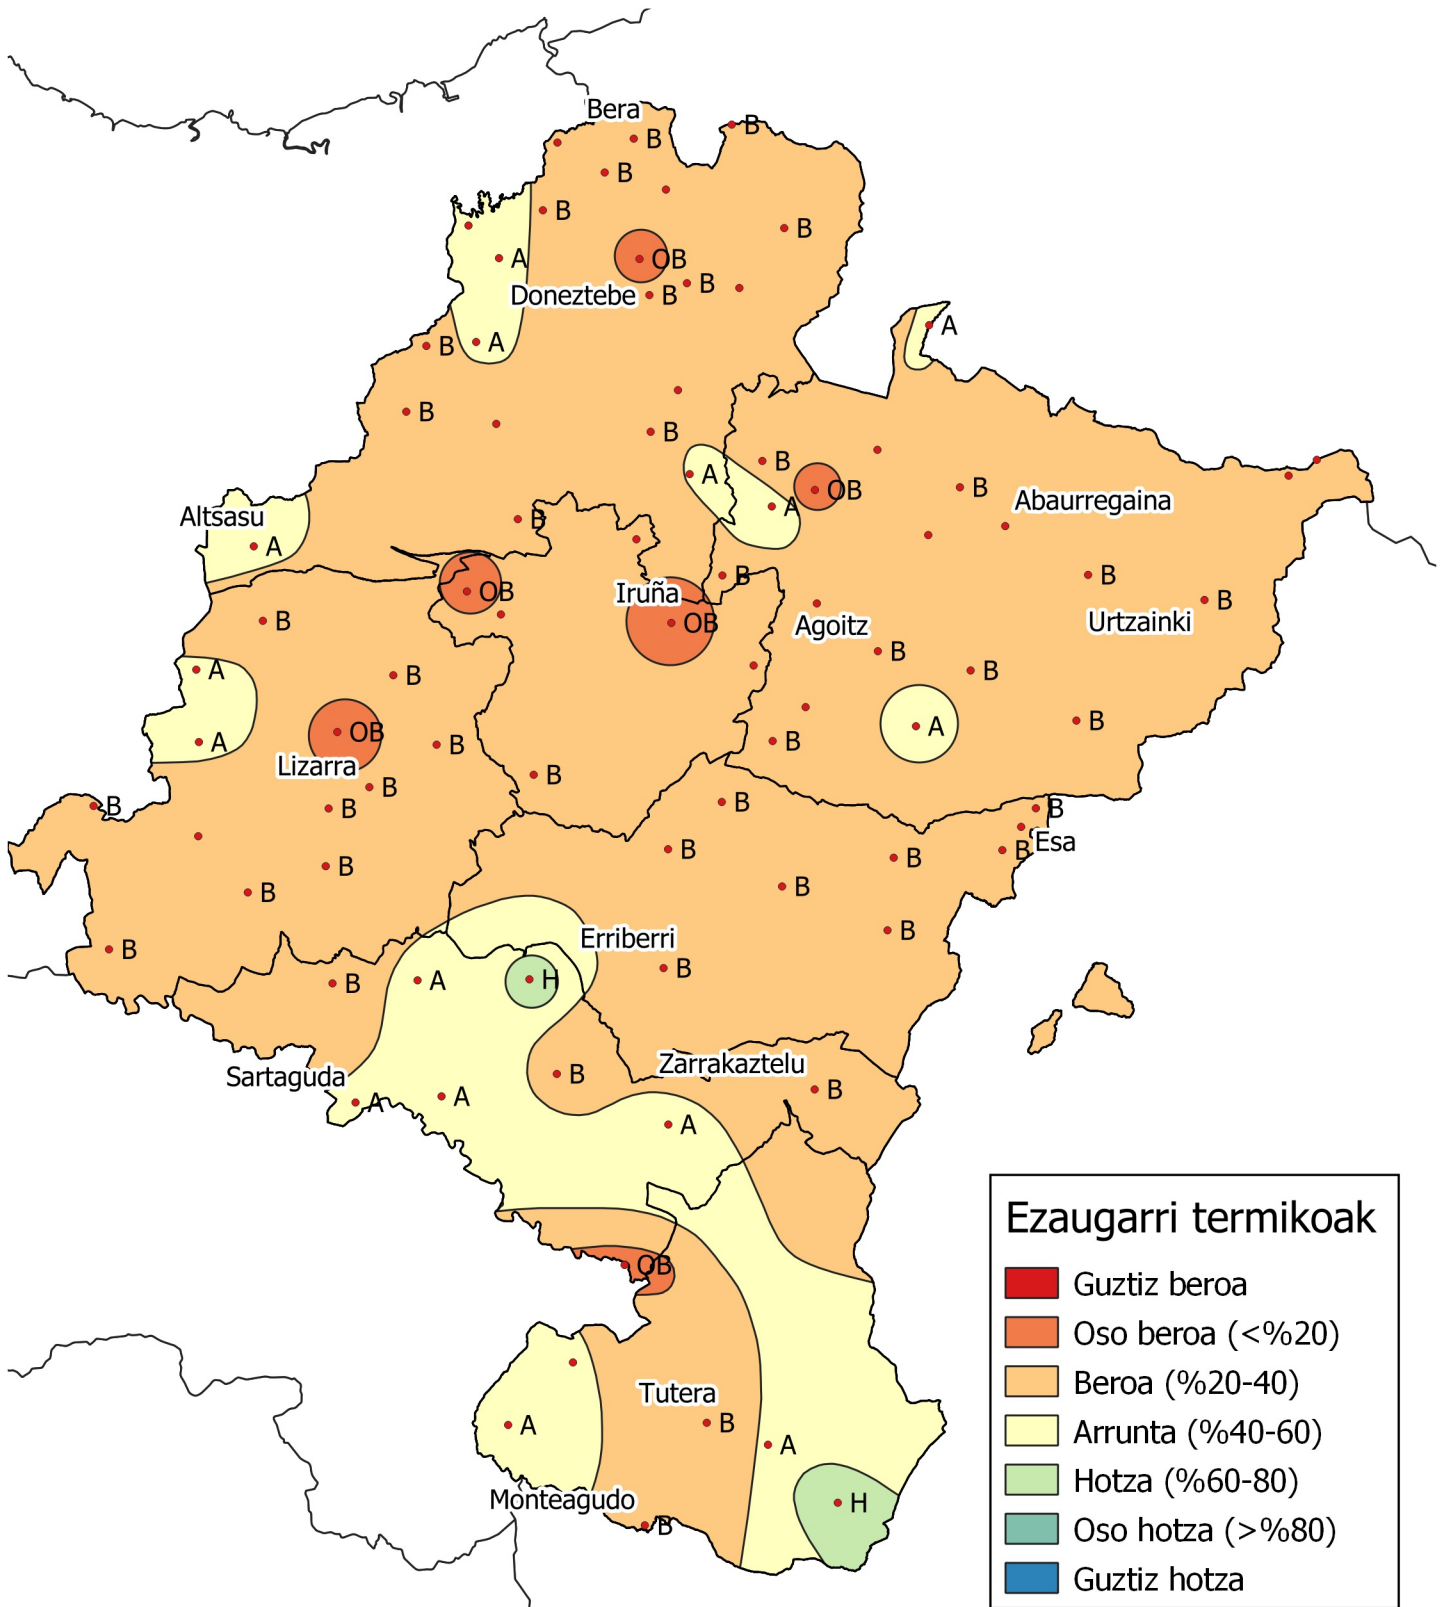 Bera
B
B
B
B
B
A
OB
B
B
Doneztebe
B
A
B
A
B
B
A
B
OB
B
Abaurregaina
A
Altsasu
B
A
B
B
OB
Iruña
B
B
OB
Urtzainki
Agoitz
B
A
B
B
B
A
A
OB
B
B
Lizarra
B
B
B
B
B
B
Esa
B
B
B
B
B
B
B
Erriberri
B
B
A
H
B
Zarrakaztelu
B
Sartaguda
B
A
A
A
OB
Tutera
B
A
A
Monteagudo
B
H
Ezaugarri termikoak
Guztiz beroa
Oso beroa (<%20)
Beroa (%20-40)
Arrunta (%40-60)
Hotza (%60-80)
Oso hotza (>%80)
Guztiz hotza